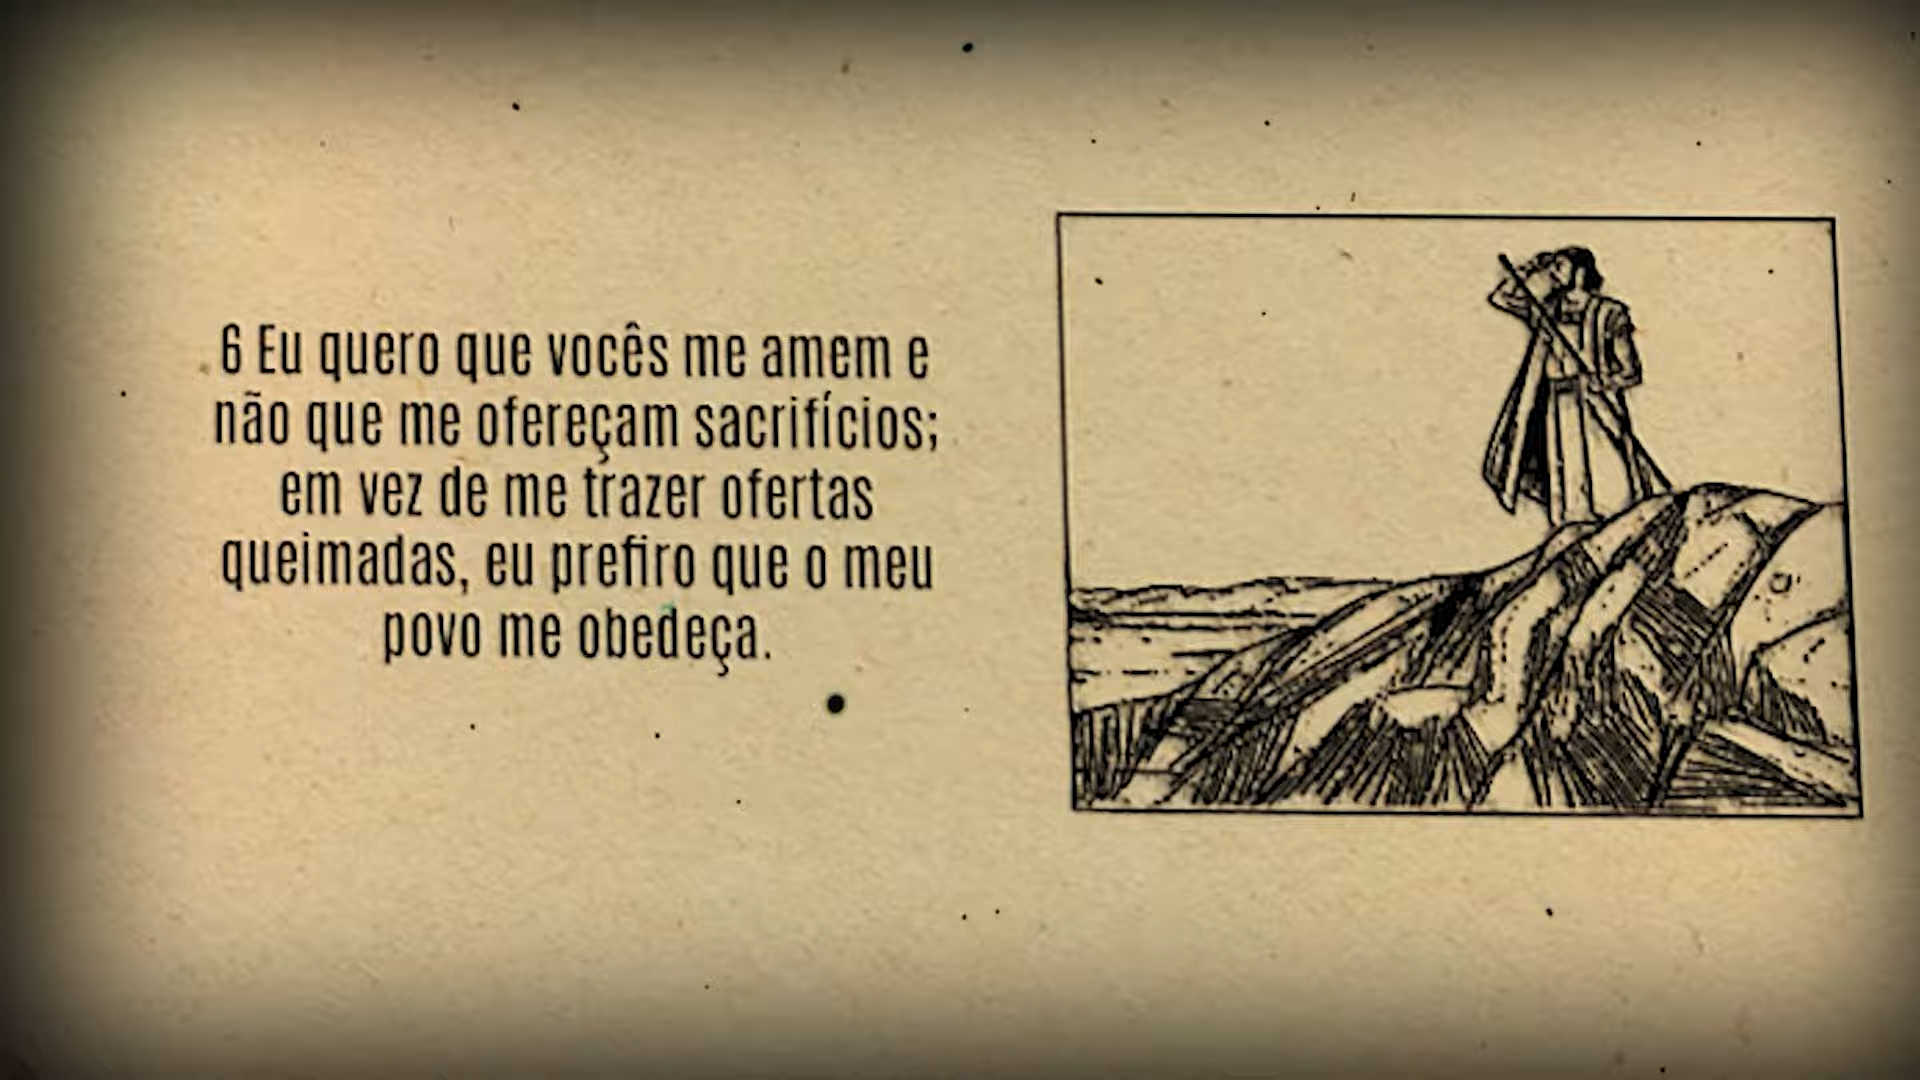 6 Eu quero que vocês me amem e
não que me ofereçam sacrifícios;
em vez de me trazer ofertas
queimadas, eu prefiro que o meu
povo me obedeça.